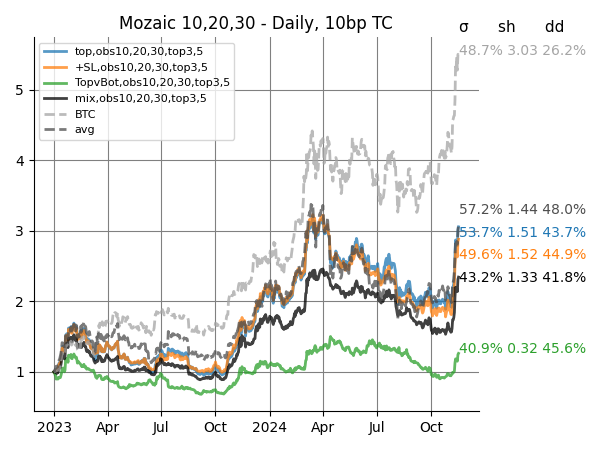 Mozaic 10,20,30 - Daily, 10bp TC
σ sh dd
top,obs10,20,30,top3,5
+SL,obs10,20,30,top3,5
TopvBot,obs10,20,30,top3,5
mix,obs10,20,30,top3,5
BTC
avg
48.7% 3.03 26.2%
57.2% 1.44 48.0%
53.7% 1.51 43.7%
49.6% 1.52 44.9%
43.2% 1.33 41.8%
40.9% 0.32 45.6%
5
4
3
2
1
2023 Apr Jul Oct 2024 Apr Jul Oct